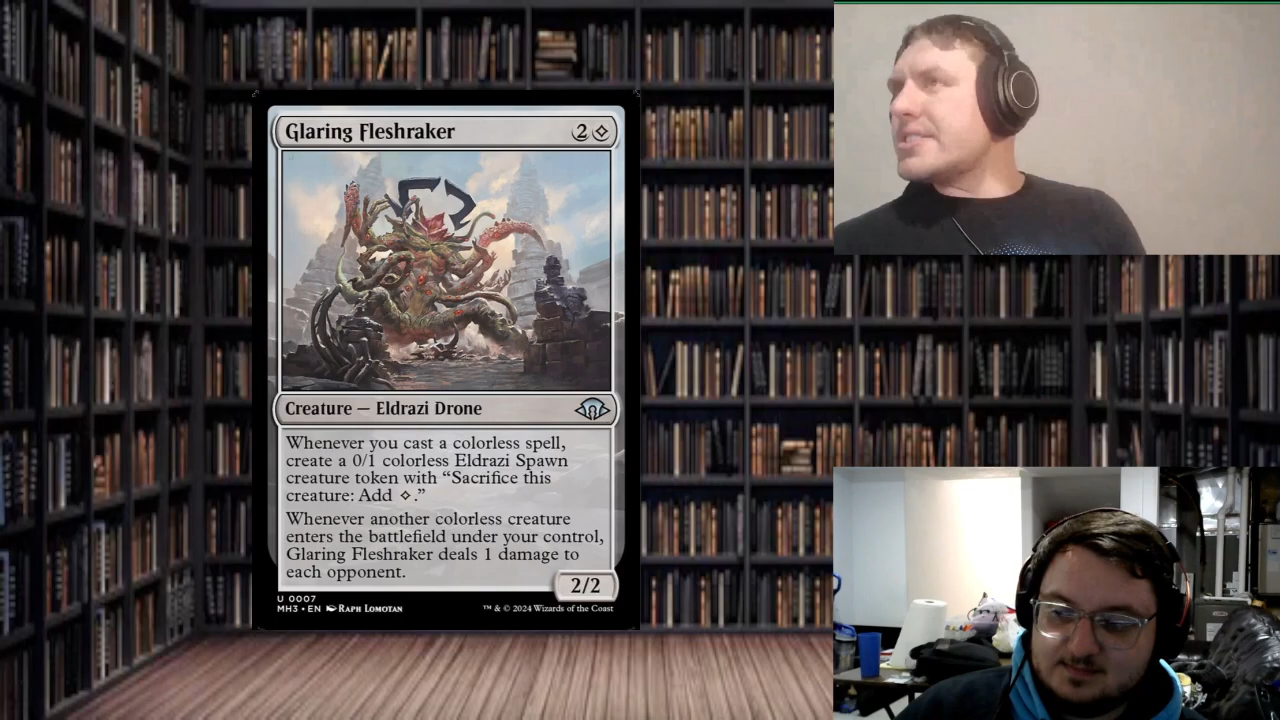 Glaring Fleshraker 2
Creature — Eldrazi Drone
Whenever you cast a colorless spell,
create a 0/1 colorless Eldrazi Spawn
creature token with “Sacrifice this
creature: Add .”
Whenever another colorless creature
enters the battlefield under your control,
Glaring Fleshraker deals 1 damage to
each opponent.
2/2
U 0007
MH3 • EN RAPH LOMOTAN ™ & © 2024 Wizards of the Coast